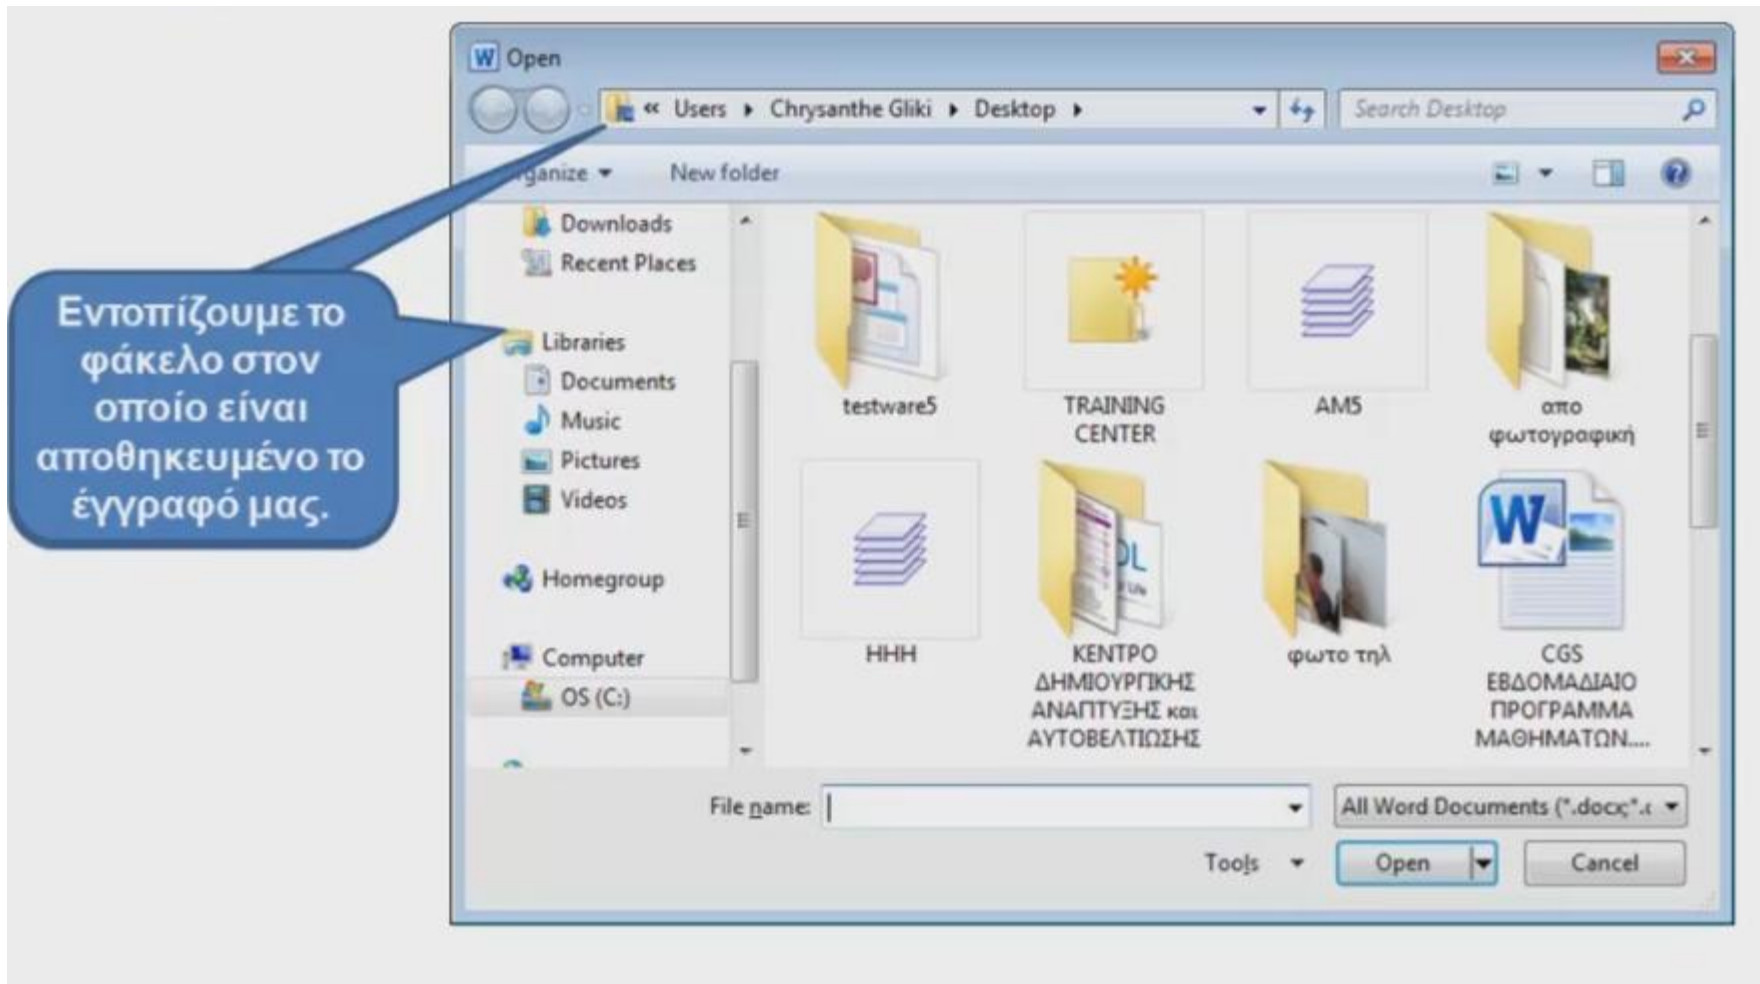 Open
« Users Chrysanthe Gliki Desktop
Search Desktop
New folder
Downloads
Recent Places
Libraries
Documents
Music
Pictures
Videos
Homegroup
Computer
OS (C:)
Εντοπίζουμε το
φάκελο στον
οποίο είναι
αποθηκευμένο το
έγγραφό μας.
testware5
TRAINING
CENTER
AM5
απο
φωτογραφική
HHH
ΚΕΝΤΡΟ
ΔΗΜΙΟΥΡΓΙΚΗΣ
ΑΝΑΠΤΥΞΗΣ και
ΑΥΤΟΒΕΛΤΙΩΣΗΣ
φωτο τηλ
CGS
ΕΒΔΟΜΑΔΙΑΙΟ
ΠΡΟΓΡΑΜΜΑ
ΜΑΘΗΜΑΤΩΝ....
File name:
All Word Documents (*.docx;*.c
Tools
Open
Cancel